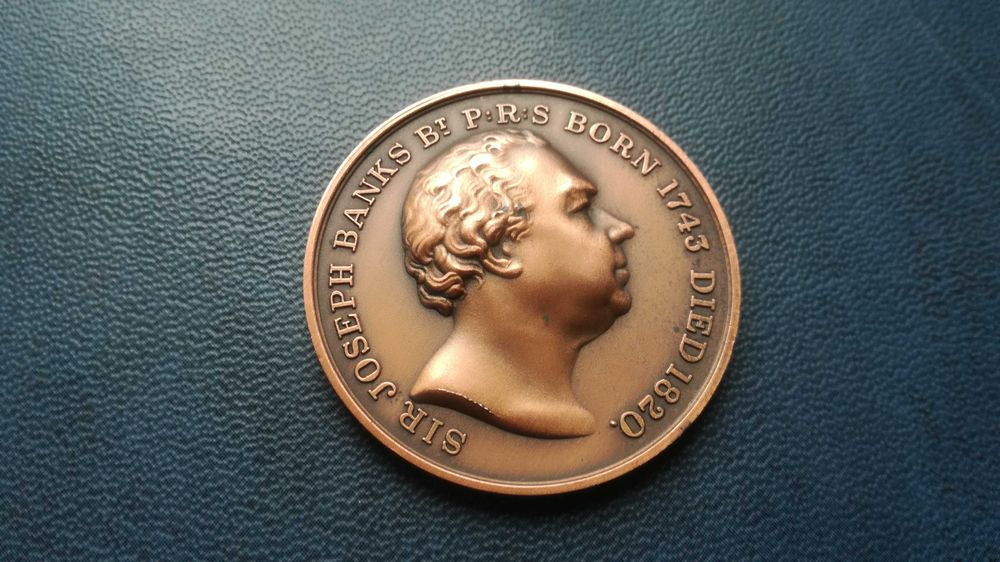 SIR JOSEPH BANKS BT P:R:S BORN 1743 DIED 1820.